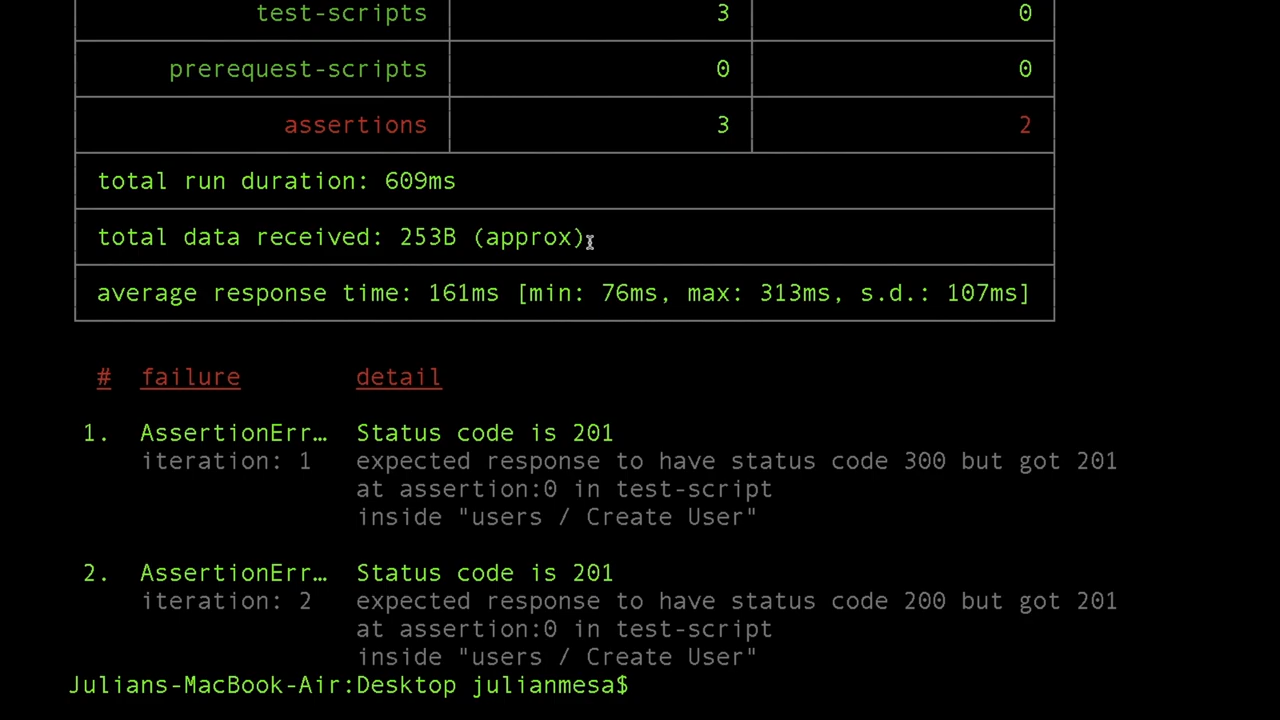 test-scripts 3 0
prerequest-scripts 0 0
assertions 3 2
total run duration: 609ms
total data received: 253B (approx)
average response time: 161ms [min: 76ms, max: 313ms, s.d.: 107ms]
# failure detail
1. AssertionErr… Status code is 201
iteration: 1 expected response to have status code 300 but got 201
at assertion:0 in test-script
inside "users / Create User"
2. AssertionErr… Status code is 201
iteration: 2 expected response to have status code 200 but got 201
at assertion:0 in test-script
inside "users / Create User"
Julians-MacBook-Air:Desktop julianmesa$